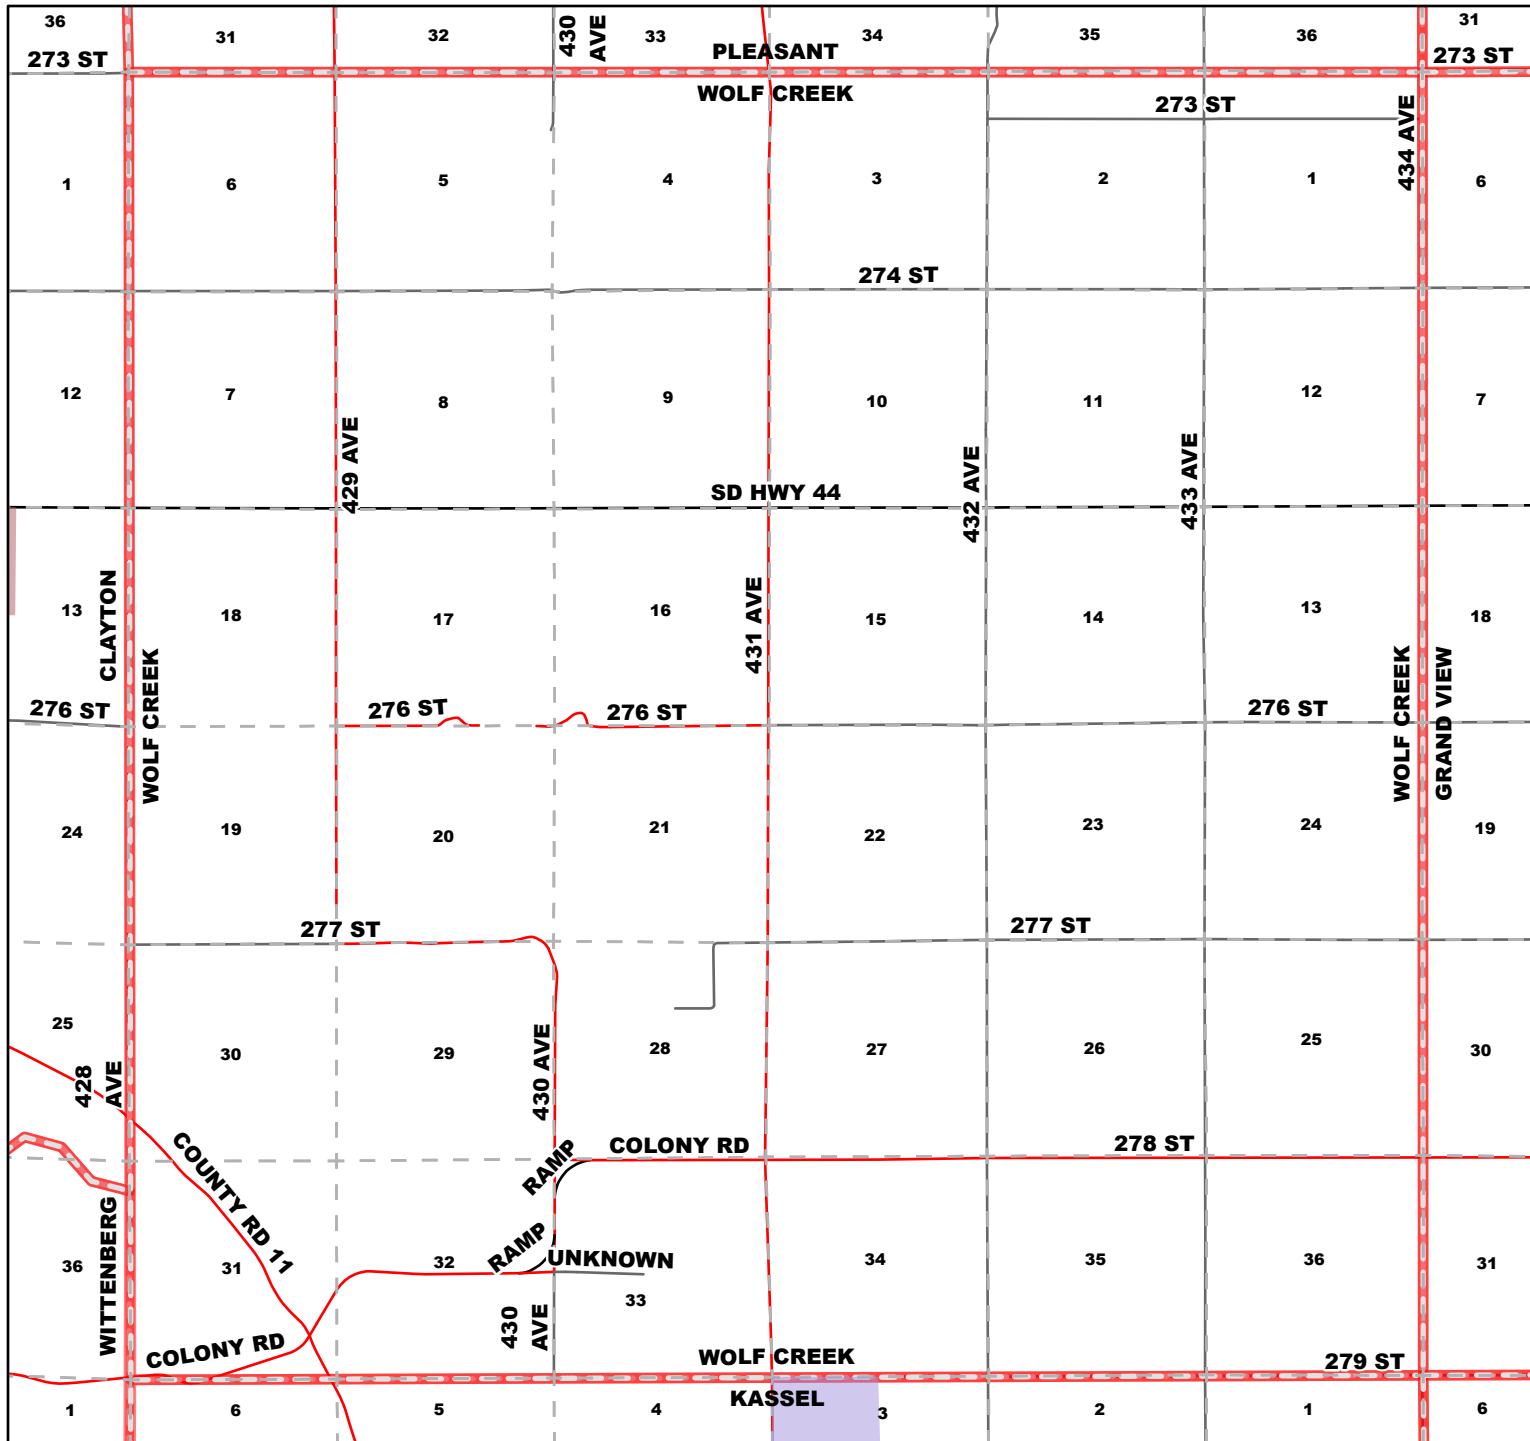 36
31
32
430
AVE
33
34
35
36
31
273 ST
PLEASANT
273 ST
WOLF CREEK
273 ST
434 AVE
1
6
5
4
3
2
1
6
274 ST
12
7
8
9
10
11
12
7
429 AVE
432 AVE
433 AVE
SD HWY 44
13
CLAYTON
WOLF CREEK
18
17
16
431 AVE
15
14
13
WOLF CREEK
GRAND VIEW
18
276 ST
276 ST
276 ST
276 ST
24
19
20
21
22
23
24
19
277 ST
277 ST
25
428
AVE
30
29
430 AVE
28
27
26
25
30
COUNTY RD 11
RAMP
COLONY RD
278 ST
36
WITTENBERG
31
32
RAMP
UNKNOWN
34
35
36
31
33
430
AVE
COLONY RD
WOLF CREEK
279 ST
KASSEL
1
6
5
4
3
2
1
6